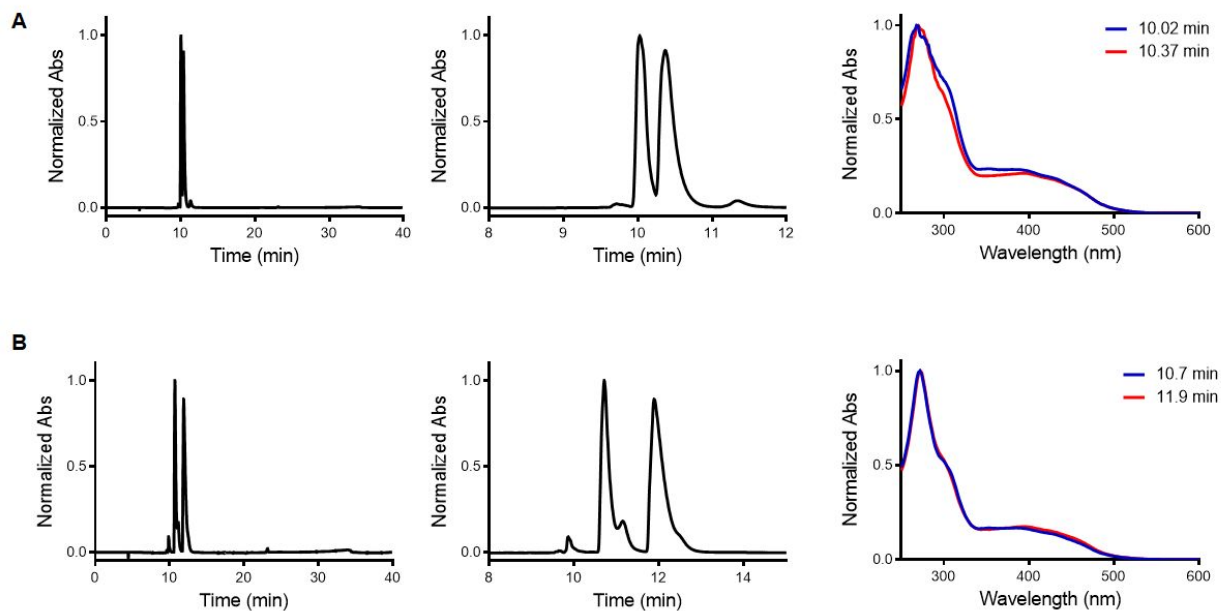 A
Normalized Abs
1.0
0.5
0.0
0 10 20 30 40
Time (min)
Normalized Abs
1.0
0.5
0.0
8 9 10 11 12
Time (min)
Normalized Abs
1.0
0.5
0.0
300 400 500 600
Wavelength (nm)
10.02 min
10.37 min
B
Normalized Abs
1.0
0.5
0.0
0 10 20 30 40
Time (min)
Normalized Abs
1.0
0.5
0.0
8 10 12 14
Time (min)
Normalized Abs
1.0
0.5
0.0
300 400 500 600
Wavelength (nm)
10.7 min
11.9 min